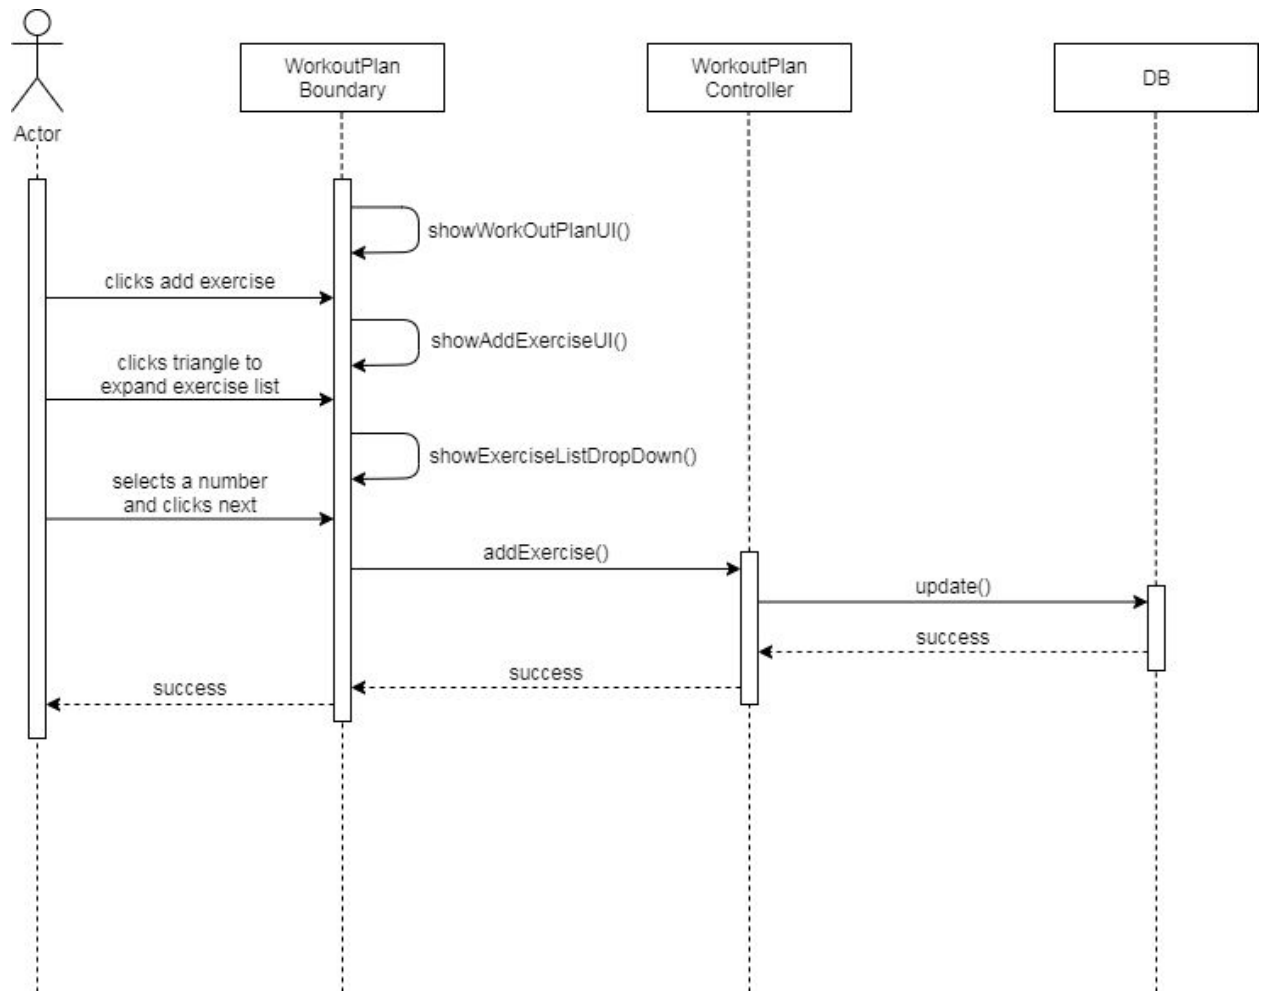 Actor
WorkoutPlan
Boundary
WorkoutPlan
Controller
DB
showWorkOutPlanUI()
clicks add exercise
showAddExerciseUI()
clicks triangle to
expand exercise list
showExerciseListDropDown()
selects a number
and clicks next
addExercise()
update()
success
success
success